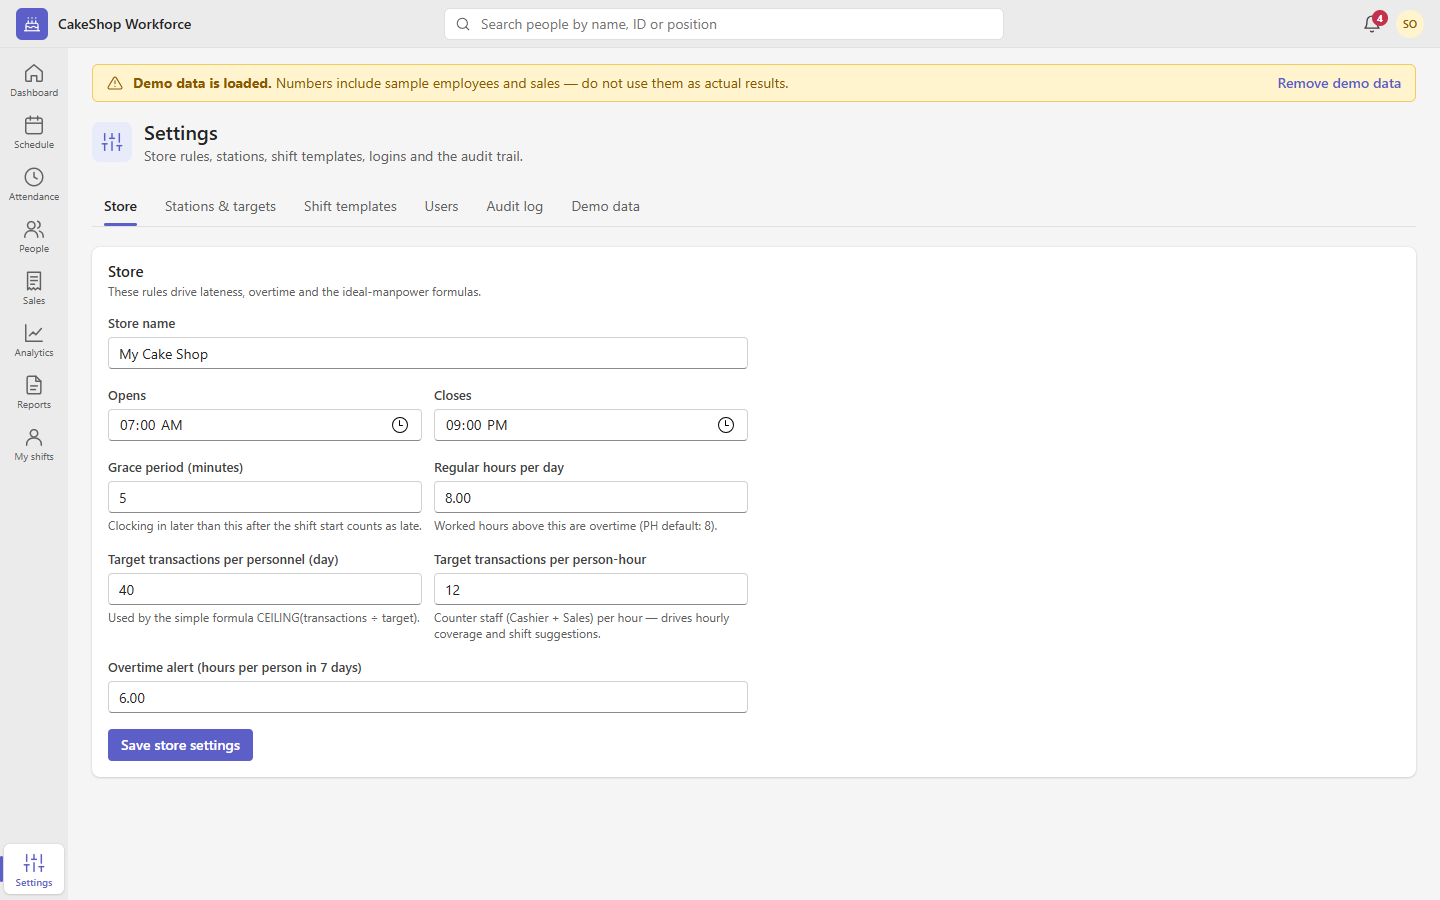 CakeShop Workforce
Search people by name, ID or position
4
SO
Dashboard
Schedule
Attendance
People
Sales
Analytics
Reports
My shifts
Settings
Demo data is loaded. Numbers include sample employees and sales — do not use them as actual results.
Remove demo data
Settings
Store rules, stations, shift templates, logins and the audit trail.
Store
Stations & targets
Shift templates
Users
Audit log
Demo data
Store
These rules drive lateness, overtime and the ideal-manpower formulas.
Store name
My Cake Shop
Opens
Closes
07:00 AM
09:00 PM
Grace period (minutes)
Regular hours per day
5
8.00
Clocking in later than this after the shift start counts as late.
Worked hours above this are overtime (PH default: 8).
Target transactions per personnel (day)
Target transactions per person-hour
40
12
Used by the simple formula CEILING(transactions ÷ target).
Counter staff (Cashier + Sales) per hour — drives hourly
coverage and shift suggestions.
Overtime alert (hours per person in 7 days)
6.00
Save store settings